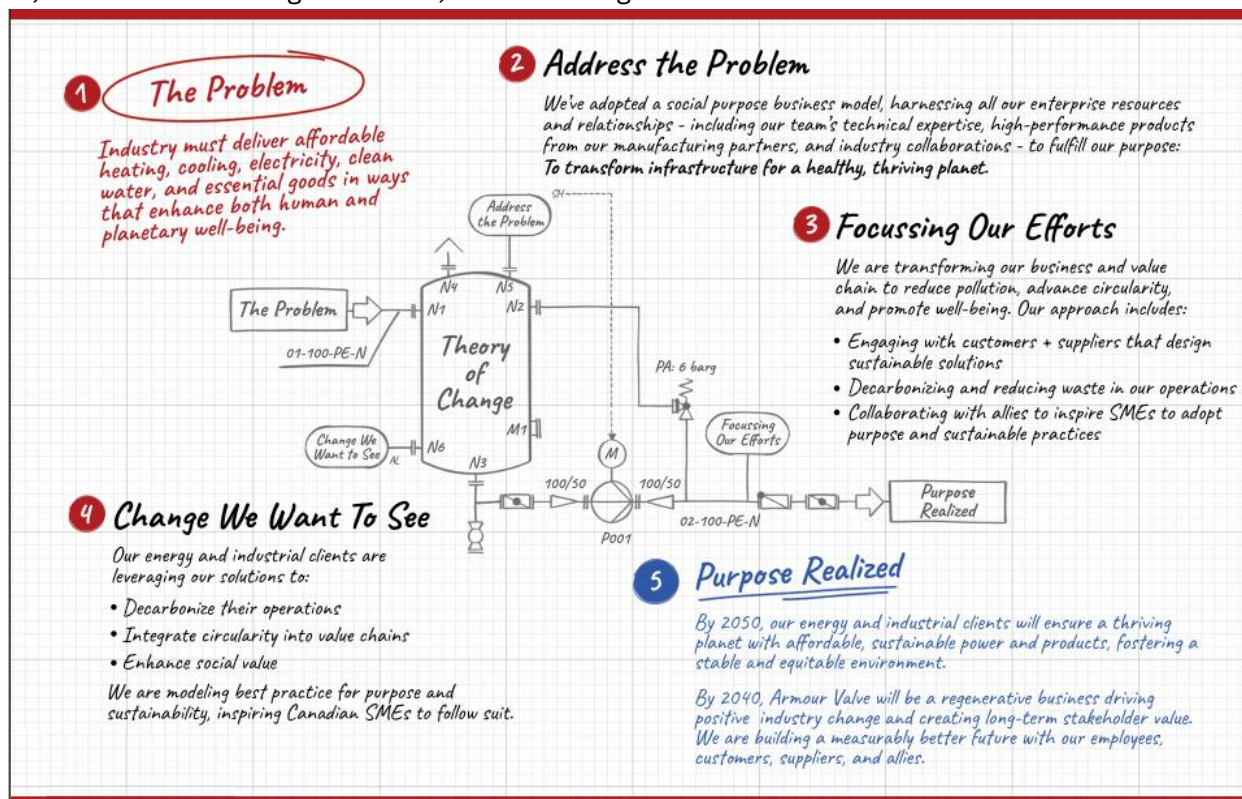 1 The Problem
Industry must deliver affordable
heating, cooling, electricity, clean
water, and essential goods in ways
that enhance both human and
planetary well-being.
2 Address the Problem
We've adopted a social purpose business model, harnessing all our enterprise resources
and relationships - including our team's technical expertise, high-performance products
from our manufacturing partners, and industry collaborations - to fulfill our purpose:
To transform infrastructure for a healthy, thriving planet.
3 Focussing Our Efforts
We are transforming our business and value
chain to reduce pollution, advance circularity,
and promote well-being. Our approach includes:
• Engaging with customers + suppliers that design
sustainable solutions
• Decarbonizing and reducing waste in our operations
• Collaborating with allies to inspire SMEs to adopt
purpose and sustainable practices
Address
the Problem
SH
N4
N5
The Problem
N1
N2
01-100-PE-N
Theory
of
Change
PA: 6 barg
M1
Change We
Want to See
AL
N6
N3
M
Focussing
Our Efforts
100/50
100/50
P001
02-100-PE-N
Purpose
Realized
4 Change We Want To See
Our energy and industrial clients are
leveraging our solutions to:
• Decarbonize their operations
• Integrate circularity into value chains
• Enhance social value
We are modeling best practice for purpose and
sustainability, inspiring Canadian SMEs to follow suit.
5 Purpose Realized
By 2050, our energy and industrial clients will ensure a thriving
planet with affordable, sustainable power and products, fostering a
stable and equitable environment.
By 2040, Armour Valve will be a regenerative business driving
positive industry change and creating long-term stakeholder value.
We are building a measurably better future with our employees,
customers, suppliers, and allies.